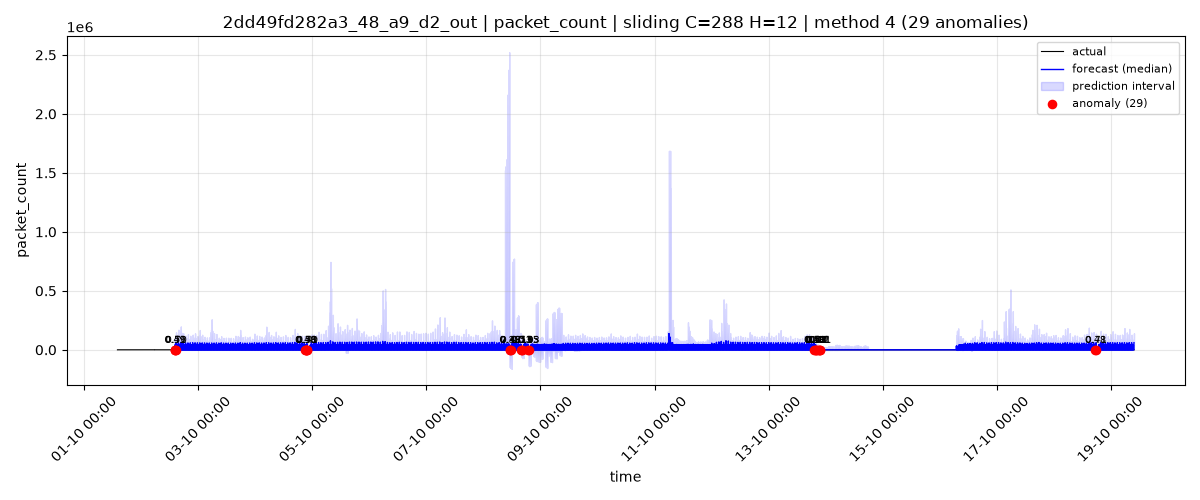 2dd49fd282a3_48_a9_d2_out | packet_count | sliding C=288 H=12 | method 4 (29 anomalies)
1e6
actual
forecast (median)
prediction interval
anomaly (29)
2.5
2.0
1.5
1.0
0.5
0.0
packet_count
01-10 00:00
03-10 00:00
05-10 00:00
07-10 00:00
09-10 00:00
11-10 00:00
13-10 00:00
15-10 00:00
17-10 00:00
19-10 00:00
time